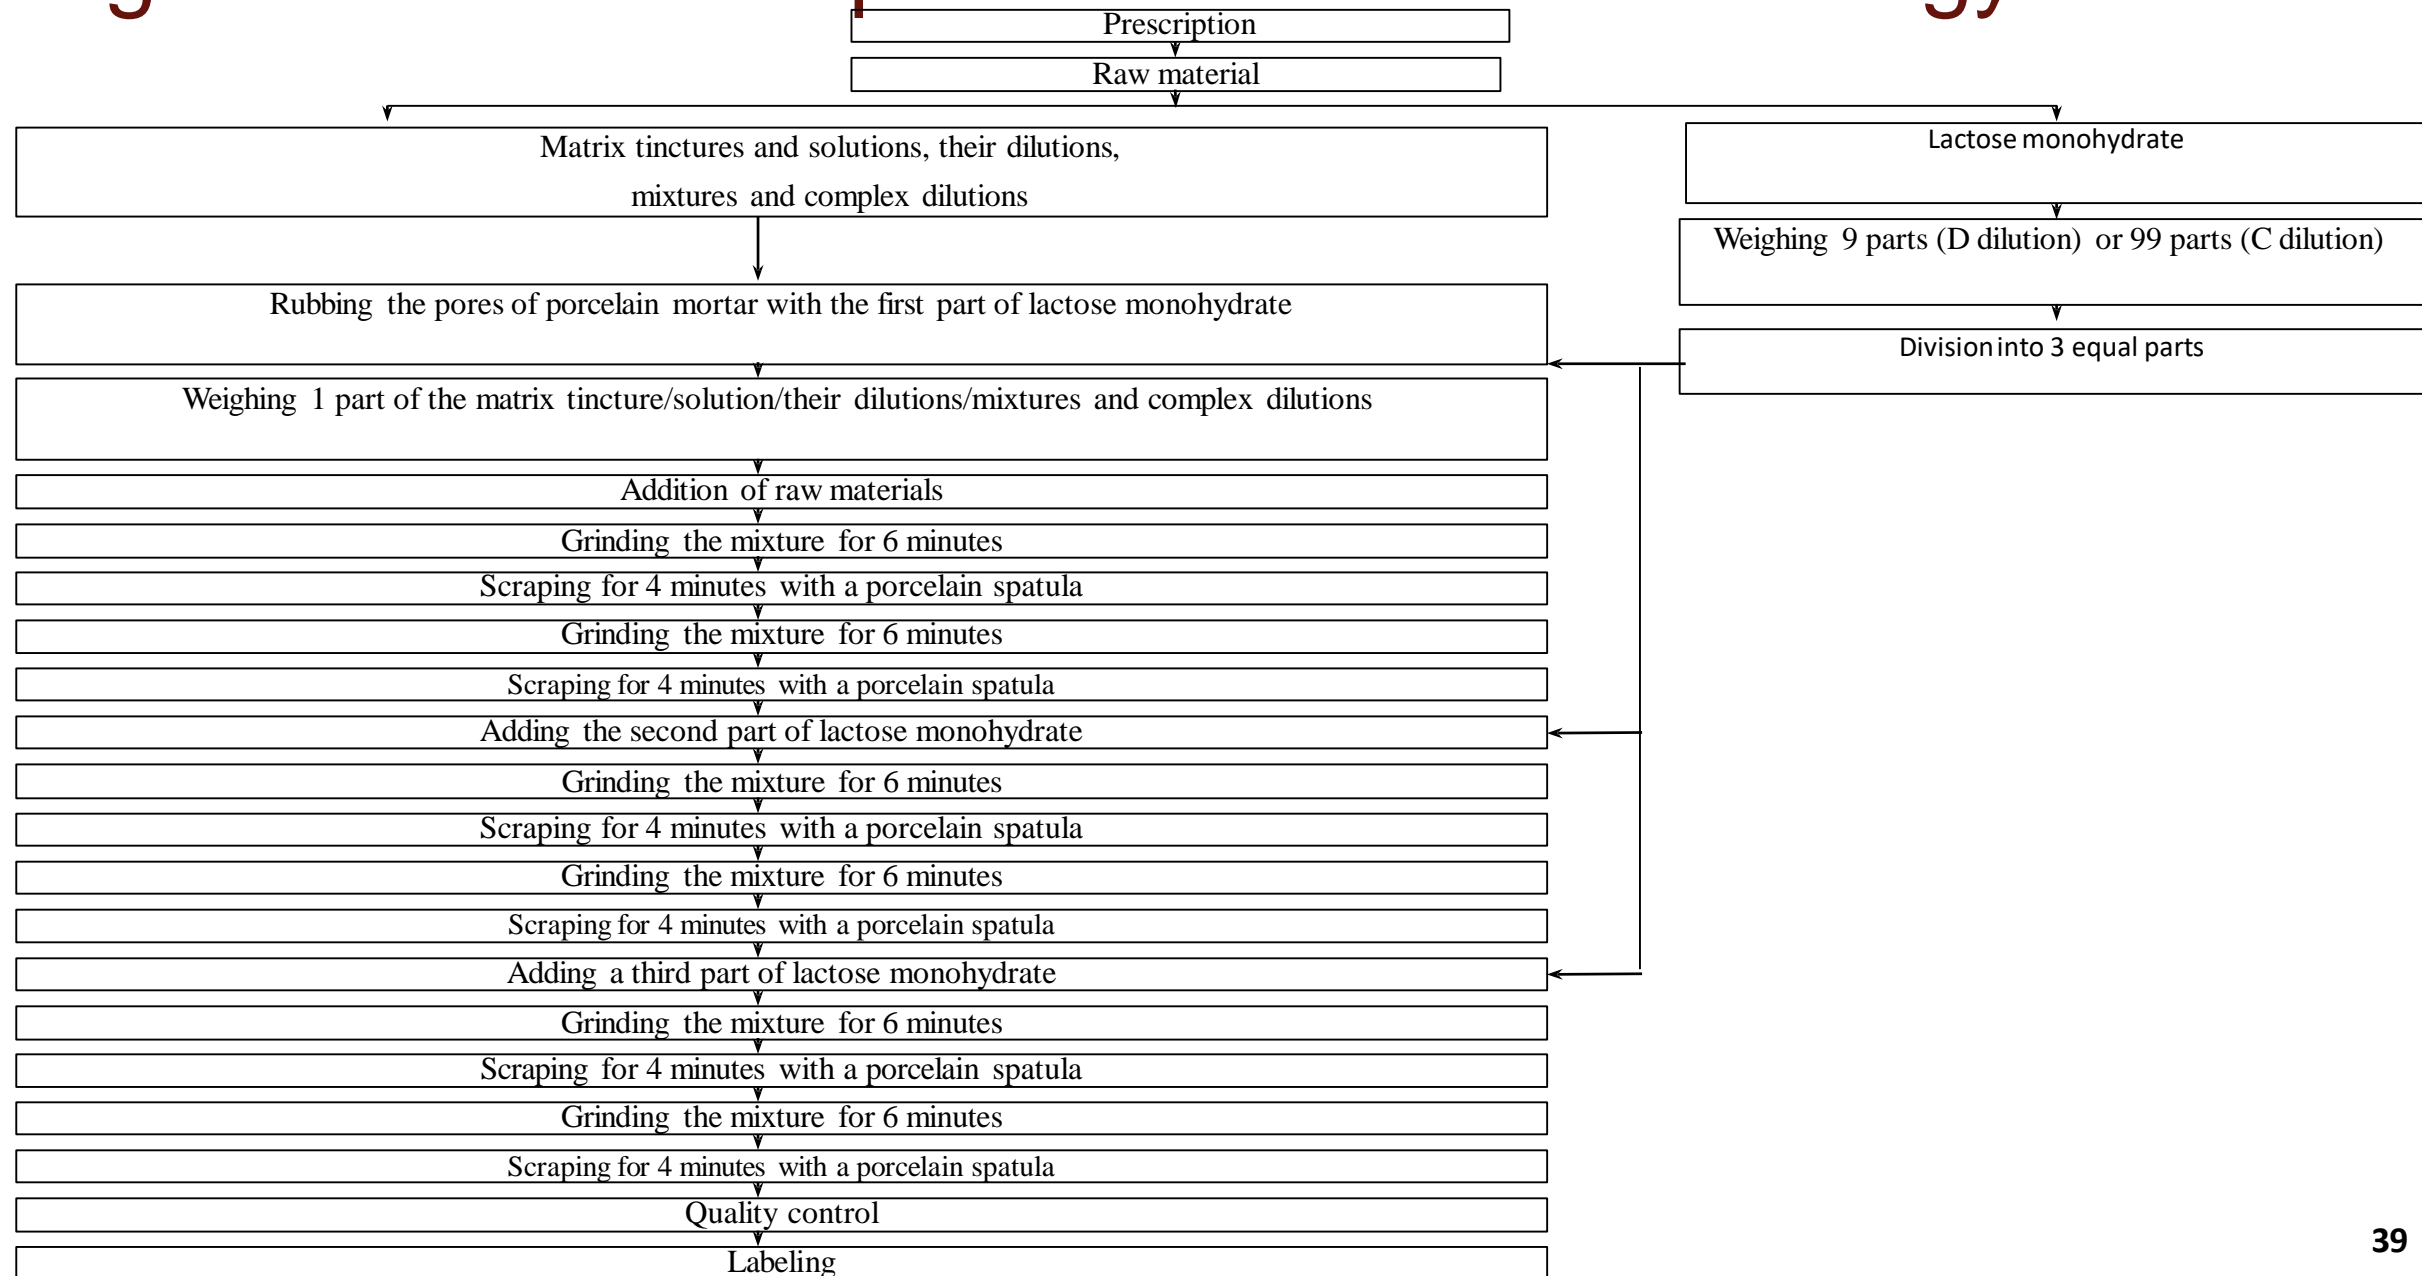 Prescription
Raw material
Matrix tinctures and solutions, their dilutions,
mixtures and complex dilutions
Lactose monohydrate
Weighing 9 parts (D dilution) or 99 parts (C dilution)
Division into 3 equal parts
Rubbing the pores of porcelain mortar with the first part of lactose monohydrate
Weighing 1 part of the matrix tincture/solution/their dilutions/mixtures and complex dilutions
Addition of raw materials
Grinding the mixture for 6 minutes
Scraping for 4 minutes with a porcelain spatula
Grinding the mixture for 6 minutes
Scraping for 4 minutes with a porcelain spatula
Adding the second part of lactose monohydrate
Grinding the mixture for 6 minutes
Scraping for 4 minutes with a porcelain spatula
Grinding the mixture for 6 minutes
Scraping for 4 minutes with a porcelain spatula
Adding a third part of lactose monohydrate
Grinding the mixture for 6 minutes
Scraping for 4 minutes with a porcelain spatula
Grinding the mixture for 6 minutes
Scraping for 4 minutes with a porcelain spatula
Quality control
Labeling
39